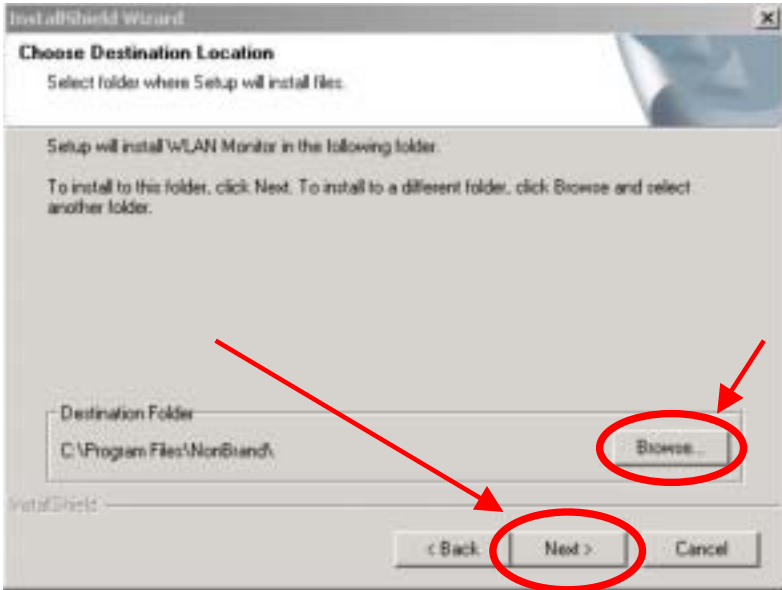 InstallShield Wizard
Choose Destination Location
Select folder where Setup will install files.
Setup will install WLAN Monitor in the following folder.
To install to this folder, click Next. To install to a different folder, click Browse and select
another folder.
Destination Folder
C:\Program Files\NonBrand\
Browse...
InstallShield
< Back
Next >
Cancel